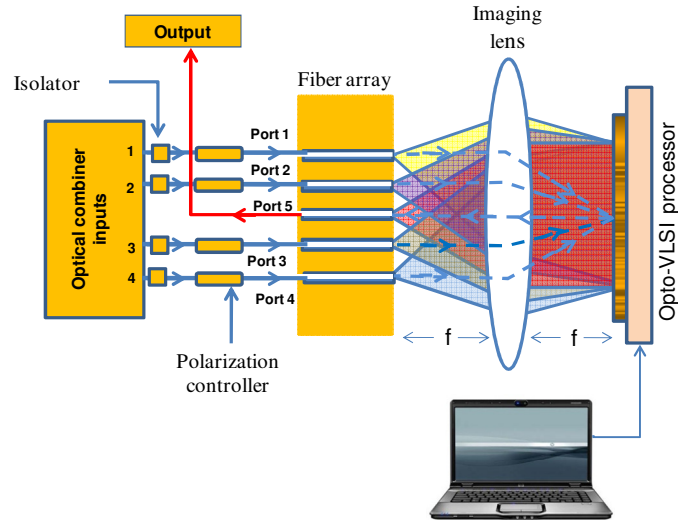 Output
Imaging
lens
Isolator
Fiber array
Optical combiner
inputs
1
2
3
4
Port 1
Port 2
Port 5
Port 3
Port 4
Polarization
controller
f
f
Opto-VLSI processor